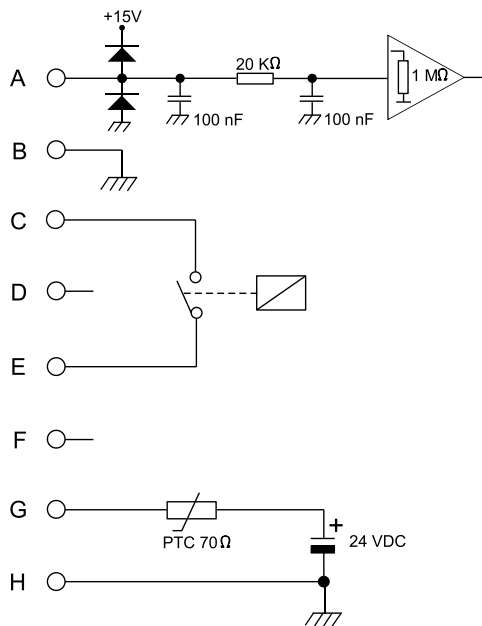 +15V
A
20 KΩ
1 MΩ
100 nF
100 nF
B
C
D
E
F
G
PTC 70Ω
+
24 VDC
H